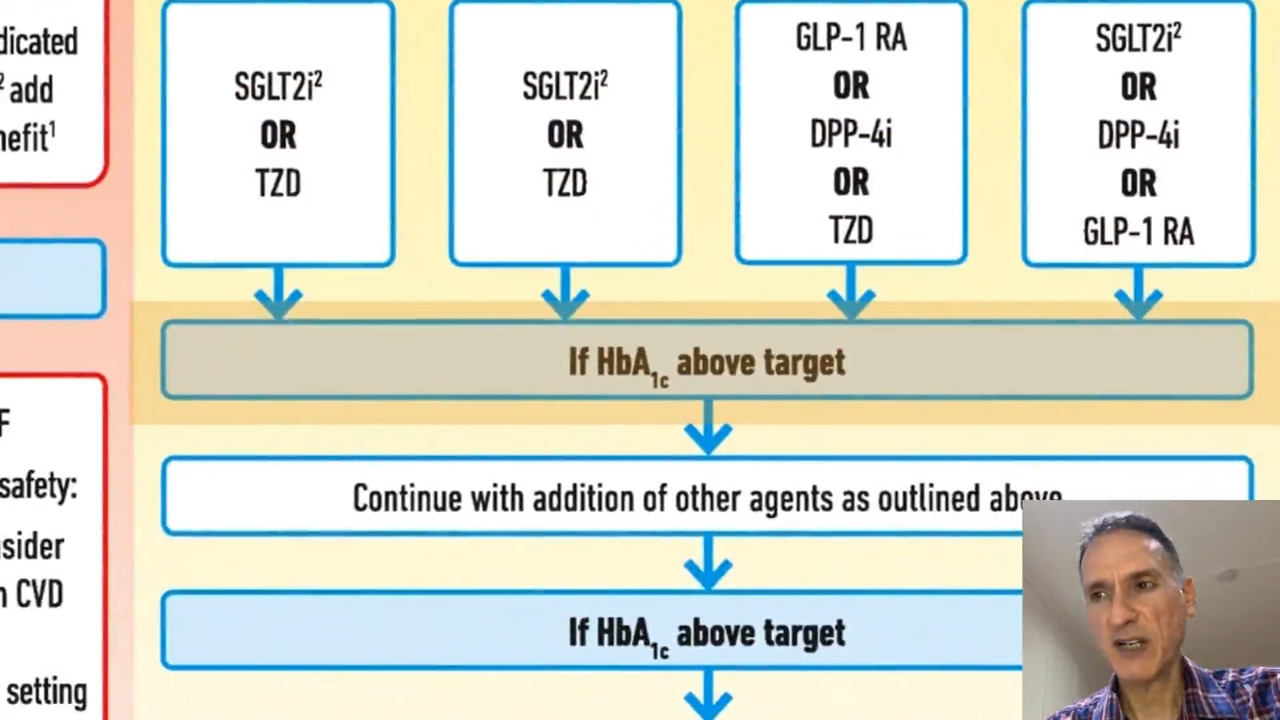 dicated
² add
nefit¹
SGLT2i²
OR
TZD
SGLT2i²
OR
TZD
GLP-1 RA
OR
DPP-4i
OR
TZD
SGLT2i²
OR
DPP-4i
OR
GLP-1 RA
If HbA₁c above target
Continue with addition of other agents as outlined above
If HbA₁c above target
F
safety:
nsider
n CVD
setting